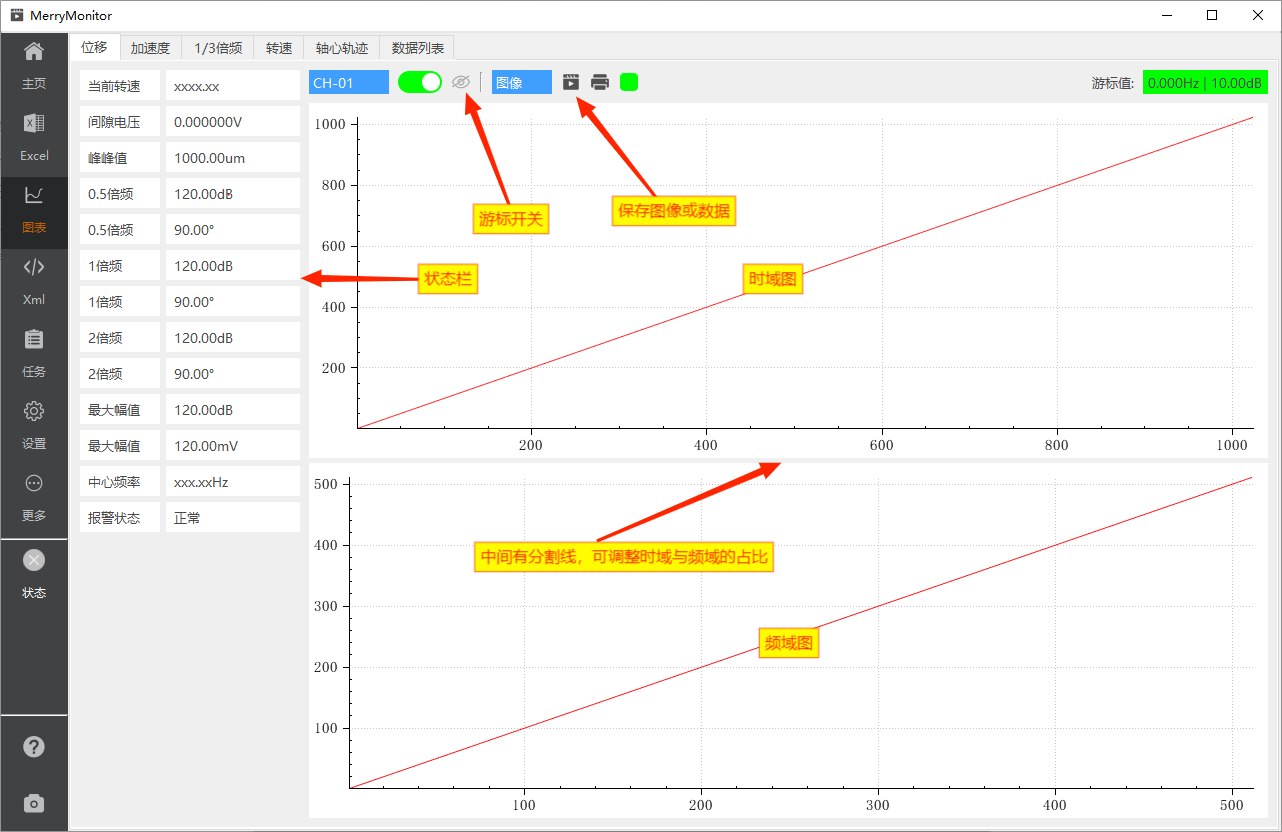 MerryMonitor
主页
Excel
图表
Xml
任务
设置
更多
状态
位移 加速度 1/3倍频 转速 轴心轨迹 数据列表
当前转速 xxxx.xx
间隙电压 0.000000V
峰峰值 1000.00um
0.5倍频 120.00dB
0.5倍频 90.00°
1倍频 120.00dB
1倍频 90.00°
2倍频 120.00dB
2倍频 90.00°
最大幅值 120.00dB
最大幅值 120.00mV
中心频率 xxx.xxHz
报警状态 正常
CH-01 图像 游标值: 0.000Hz | 10.00dB
游标开关
保存图像或数据
状态栏
时域图
1000
800
600
400
200
200 400 600 800 1000
中间有分割线，可调整时域与频域的占比
频域图
500
400
300
200
100
100 200 300 400 500